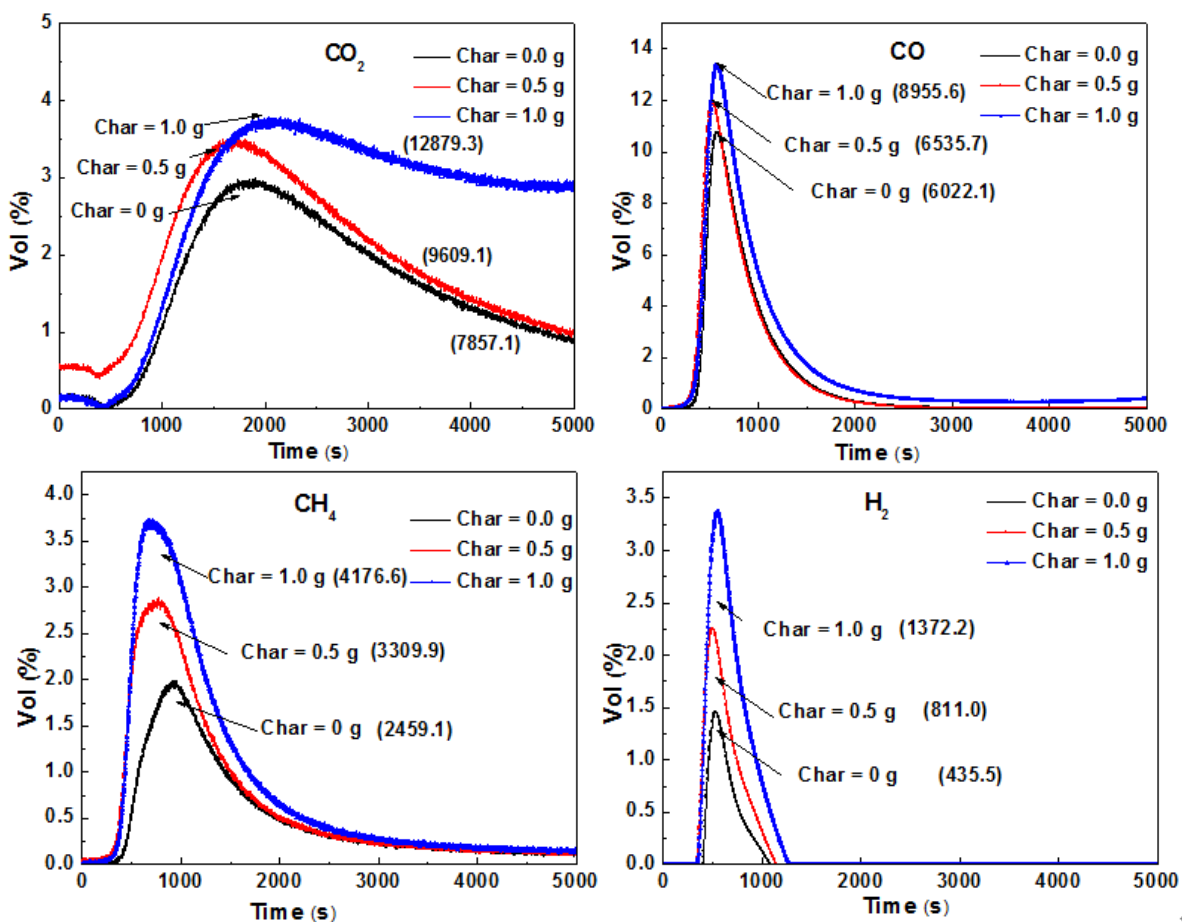 CO2
Char = 0.0 g
Char = 0.5 g
Char = 1.0 g
Char = 1.0 g
(12879.3)
Char = 0.5 g
Char = 0 g
(9609.1)
(7857.1)
Vol (%)
5
4
3
2
1
0
0 1000 2000 3000 4000 5000
Time (s)
CO
Char = 0.0 g
Char = 0.5 g
Char = 1.0 g
Char = 1.0 g (8955.6)
Char = 0.5 g (6535.7)
Char = 0 g (6022.1)
Vol (%)
14
12
10
8
6
4
2
0
0 1000 2000 3000 4000 5000
Time (s)
CH4
Char = 0.0 g
Char = 0.5 g
Char = 1.0 g
Char = 1.0 g (4176.6)
Char = 0.5 g (3309.9)
Char = 0 g (2459.1)
Vol (%)
4.0
3.5
3.0
2.5
2.0
1.5
1.0
0.5
0.0
0 1000 2000 3000 4000 5000
Time (s)
H2
Char = 0.0 g
Char = 0.5 g
Char = 1.0 g
Char = 1.0 g (1372.2)
Char = 0.5 g (811.0)
Char = 0 g (435.5)
Vol (%)
3.5
3.0
2.5
2.0
1.5
1.0
0.5
0.0
0 1000 2000 3000 4000 5000
Time (s)